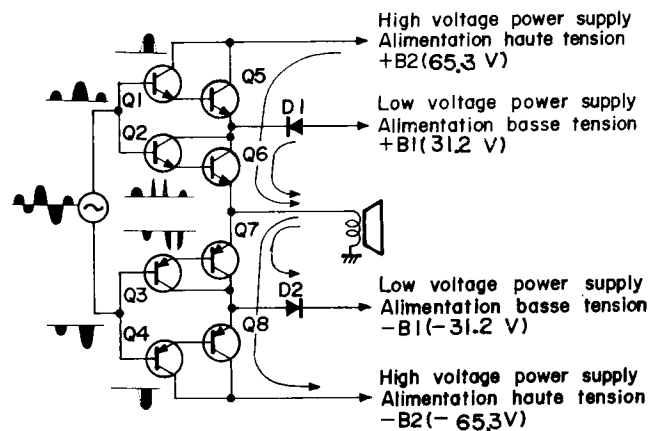 High voltage power supply
Alimentation haute tension
+B2(65.3 V)
Q1
Q5
D1
Low voltage power supply
Alimentation basse tension
+B1(31.2 V)
Q2
Q6
Q7
Q3
D2
Low voltage power supply
Alimentation basse tension
-B1(-31.2 V)
Q4
Q8
High voltage power supply
Alimentation haute tension
-B2(- 65.3V)